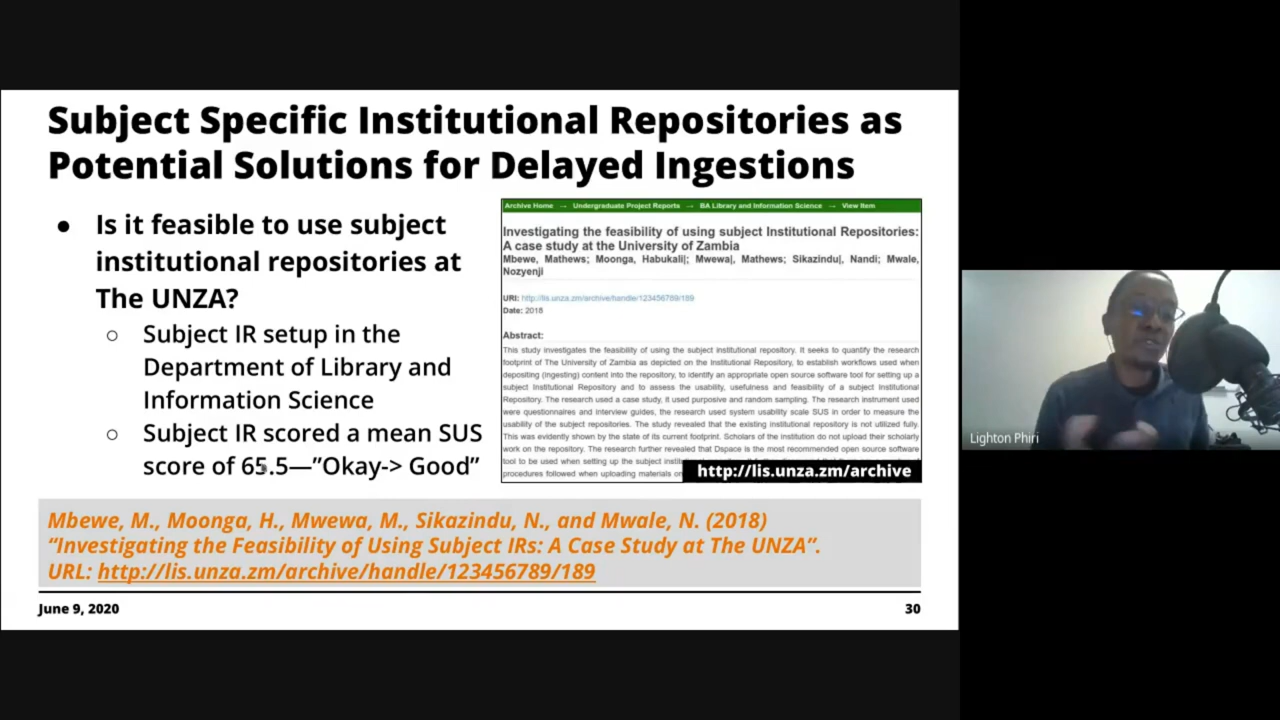 Subject Specific Institutional Repositories as
Potential Solutions for Delayed Ingestions
● Is it feasible to use subject
institutional repositories at
The UNZA?
○ Subject IR setup in the
Department of Library and
Information Science
○ Subject IR scored a mean SUS
score of 65.5—”Okay-> Good”
Archive Home → Undergraduate Project Reports → BA Library and Information Science → View Item
Investigating the feasibility of using subject Institutional Repositories:
A case study at the University of Zambia
Mbewe, Mathews; Moonga, Habukali|; Mwewa|, Mathews; Sikazindu|, Nandi; Mwale,
Nozyenji
URI: http://lis.unza.zm/archive/handle/123456789/189
Date: 2018
Abstract:
This study investigates the feasibility of using the subject institutional repository. It seeks to quantify the research
footprint of The University of Zambia as depicted on the Institutional Repository, to establish workflows used when
depositing (ingesting) content into the repository, to identify an appropriate open source software tool for setting up a
subject Institutional Repository and to assess the usability, usefulness and feasibility of a subject Institutional
Repository. The research used a case study, it used purposive and random sampling. The research instrument used
were questionnaires and interview guides, the research used system usability scale SUS in order to measure the
usability of the subject repositories. The study revealed that the existing institutional repository is not utilized fully.
This was evidently shown by the state of its current footprint. Scholars of the institution do not upload their scholarly
work on the repository. The research further revealed that Dspace is the most recommended open source software
tool to be used when setting up the subject
procedures followed when uploading materials on
http://lis.unza.zm/archive
Mbewe, M., Moonga, H., Mwewa, M., Sikazindu, N., and Mwale, N. (2018)
“Investigating the Feasibility of Using Subject IRs: A Case Study at The UNZA”.
URL: http://lis.unza.zm/archive/handle/123456789/189
June 9, 2020
30
Lighton Phiri